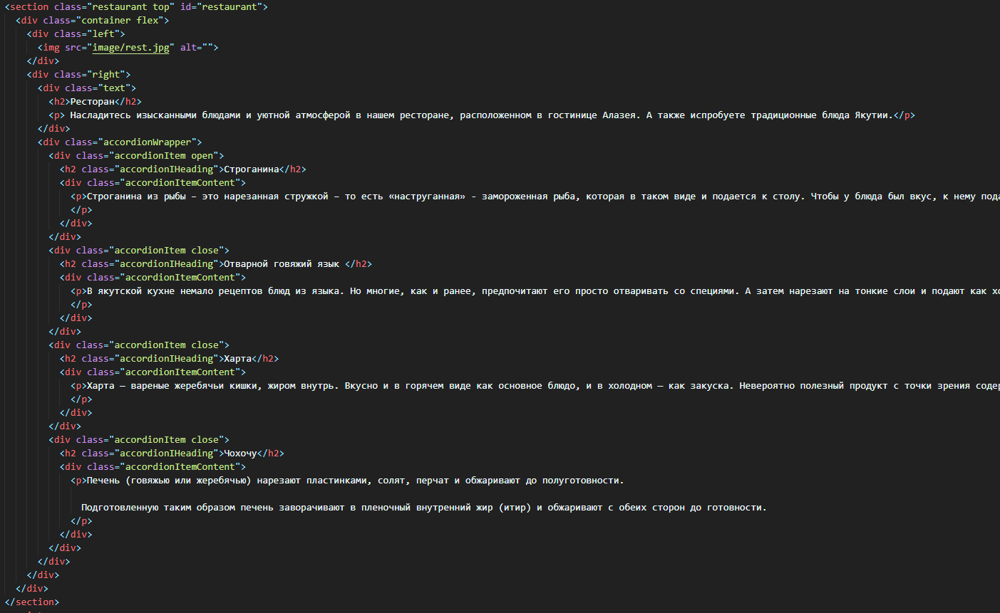 <section class="restaurant top" id="restaurant">
<div class="container flex">
<div class="left">
<img src="image/rest.jpg" alt="">
</div>
<div class="right">
<div class="text">
<h2>Ресторан</h2>
<p> Насладитесь изысканными блюдами и уютной атмосферой в нашем ресторане, расположенном в гостинице Алазея. А также испробуете традиционные блюда Якутии.</p>
</div>
<div class="accordionWrapper">
<div class="accordionItem open">
<h2 class="accordionIHeading">Строганина</h2>
<div class="accordionItemContent">
<p>Строганина из рыбы – это нарезанная стружкой – то есть «наструганная» - замороженная рыба, которая в таком виде и подается к столу. Чтобы у блюда был вкус, к нему
</p>
</div>
</div>
<div class="accordionItem close">
<h2 class="accordionIHeading">Отварной говяжий язык </h2>
<div class="accordionItemContent">
<p>В якутской кухне немало рецептов блюд из языка. Но многие, как и ранее, предпочитают его просто отваривать со специями. А затем нарезают на тонкие слои и подают как
</p>
</div>
</div>
<div class="accordionItem close">
<h2 class="accordionIHeading">Харта</h2>
<div class="accordionItemContent">
<p>Харта — вареные жеребячьи кишки, жиром внутрь. Вкусно и в горячем виде как основное блюдо, и в холодном — как закуска. Невероятно полезный продукт с точки зрения
</p>
</div>
</div>
<div class="accordionItem close">
<h2 class="accordionIHeading">Чохочу</h2>
<div class="accordionItemContent">
<p>Печень (говяжью или жеребячью) нарезают пластинками, солят, перчат и обжаривают до полуготовности.
Подготовленную таким образом печень заворачивают в пленочный внутренний жир (итир) и обжаривают с обеих сторон до готовности.
</p>
</div>
</div>
</div>
</div>
</div>
</section>